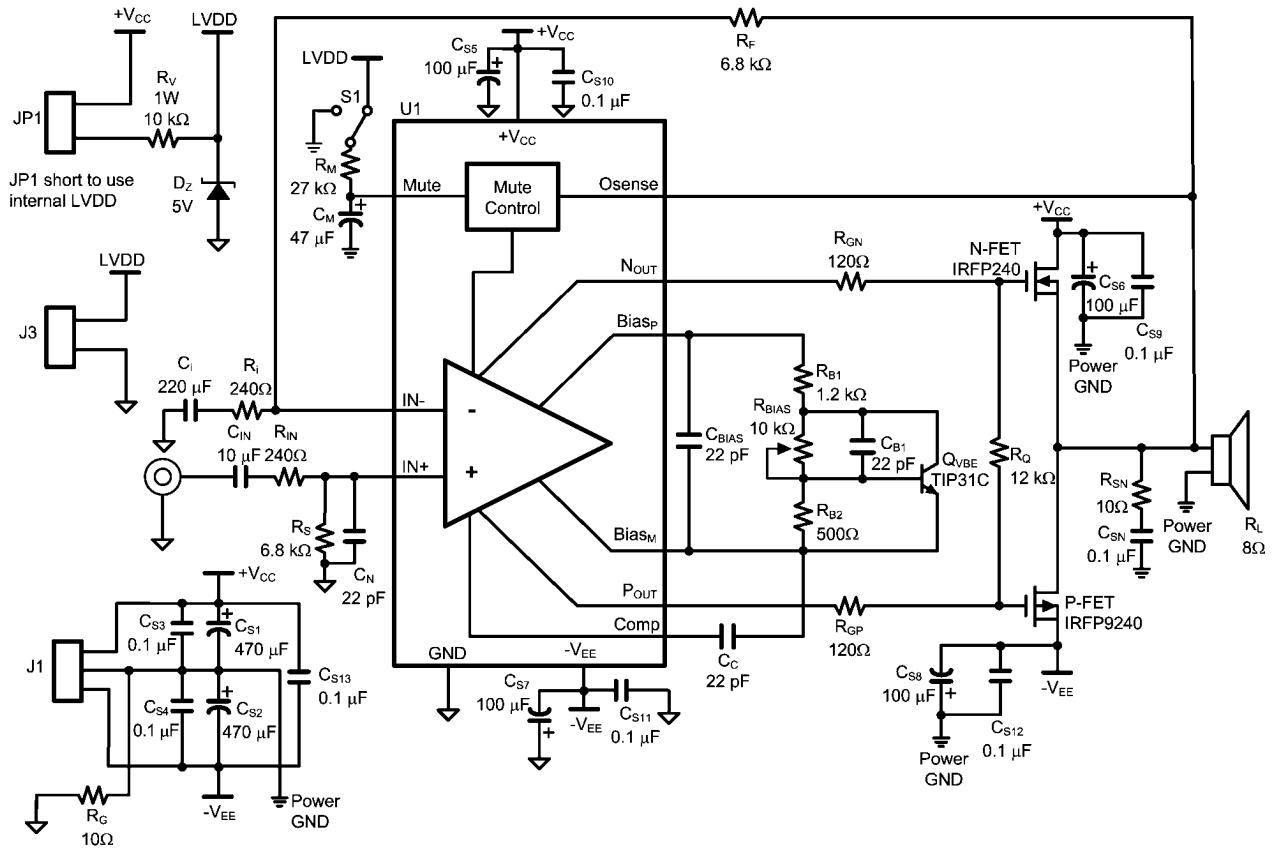 +VCC
LVDD
RV
1W
10 kΩ
JP1
JP1 short to use
internal LVDD
DZ
5V
LVDD
J3
Ci
220 µF
Ri
240Ω
CIN
10 µF
RIN
240Ω
RS
6.8 kΩ
CN
22 pF
+VCC
J1
CS3
0.1 µF
+
CS1
470 µF
CS13
0.1 µF
CS4
0.1 µF
+
CS2
470 µF
RG
10Ω
-VEE
Power
GND
LVDD
S1
RM
27 kΩ
CM
+
47 µF
U1
+VCC
CS5
100 µF
+
CS10
0.1 µF
+VCC
Mute
Mute
Control
Osense
NOUT
BiasP
IN-
-
IN+
+
BiasM
POUT
Comp
GND
-VEE
CS7
100 µF
+
-VEE
CS11
0.1 µF
CC
22 pF
RF
6.8 kΩ
RGN
120Ω
CBIAS
22 pF
RB1
1.2 kΩ
RBIAS
10 kΩ
CB1
22 pF
QVBE
TIP31C
RB2
500Ω
RGP
120Ω
RQ
12 kΩ
+VCC
N-FET
IRFP240
+
CS6
100 µF
CS9
0.1 µF
Power
GND
RSN
10Ω
CSN
0.1 µF
Power
GND
RL
8Ω
P-FET
IRFP9240
CS8
100 µF
+
CS12
0.1 µF
-VEE
Power
GND